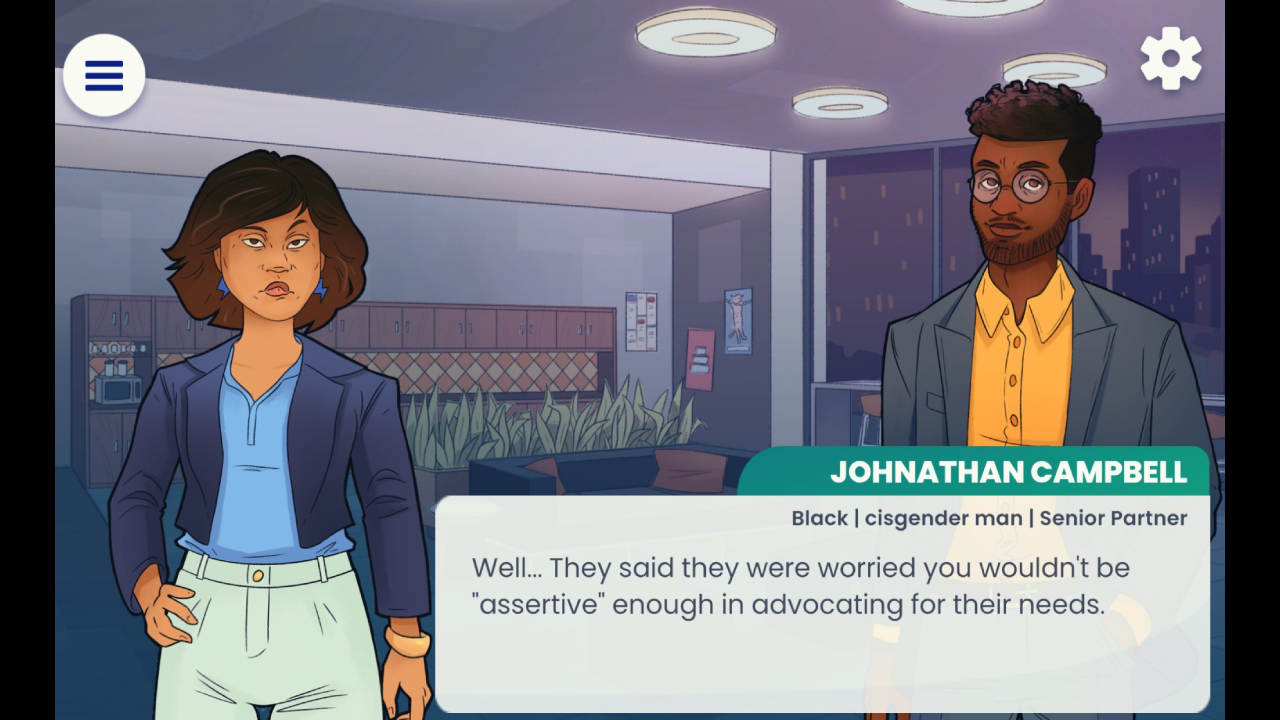 JOHNATHAN CAMPBELL
Black | cisgender man | Senior Partner
Well... They said they were worried you wouldn't be
"assertive" enough in advocating for their needs.